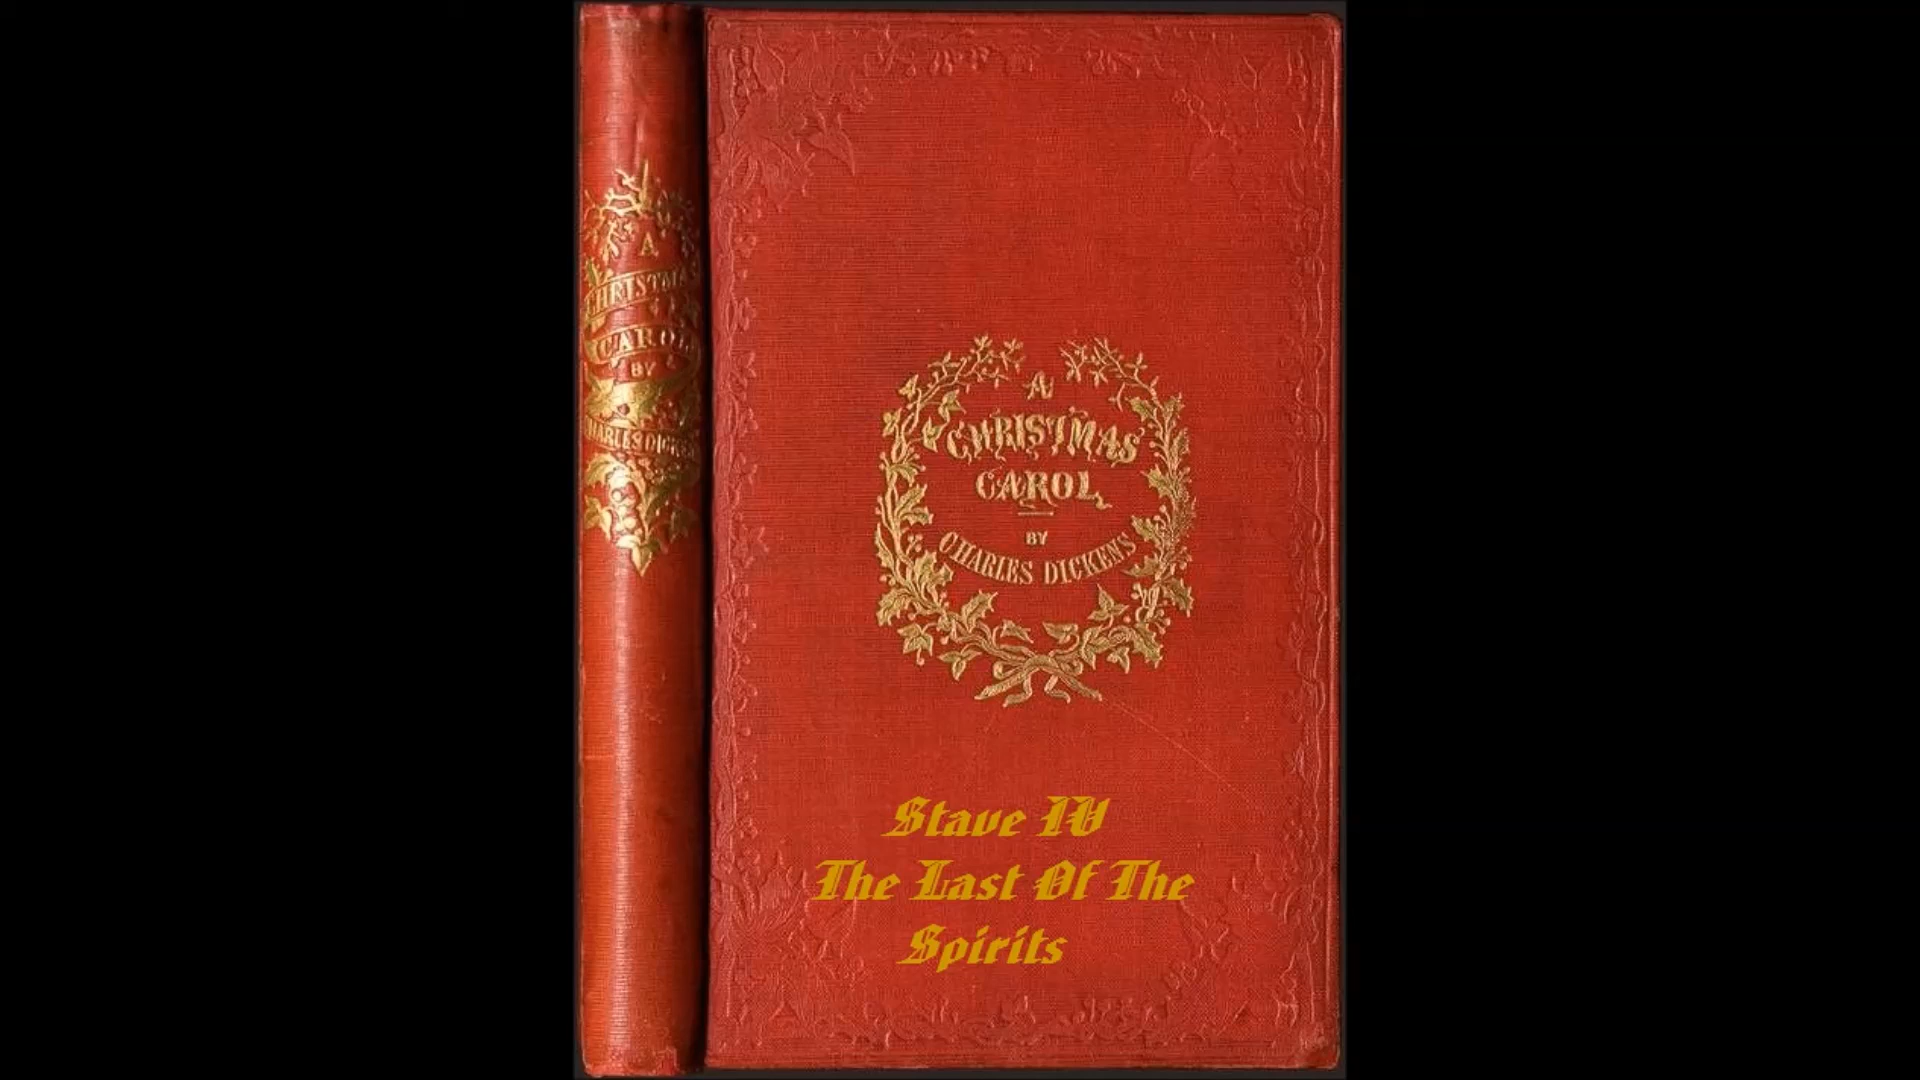 A
CHRISTMAS
CAROL
BY
CHARLES DICKENS
A
CHRISTMAS
CAROL
BY
CHARLES DICKENS
Stave IV
The Last Of The
Spirits